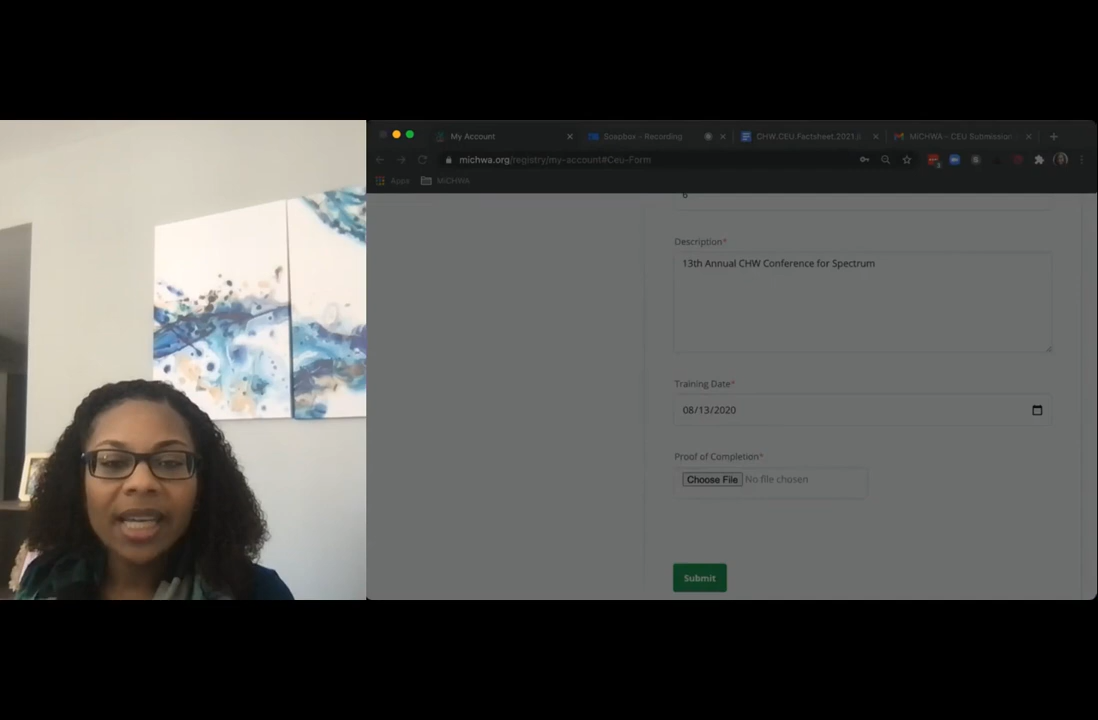 My Account
Soapbox – Recording
CHW.CEU.Factsheet.2021.
MiCHWA-- CEU Submission
michwa.org/registry/my-account#Ceu-Form
Apps
MiCHWA
6
Description*
13th Annual CHW Conference for Spectrum
Training Date*
08/13/2020
Proof of Completion*
Choose File No file chosen
Submit